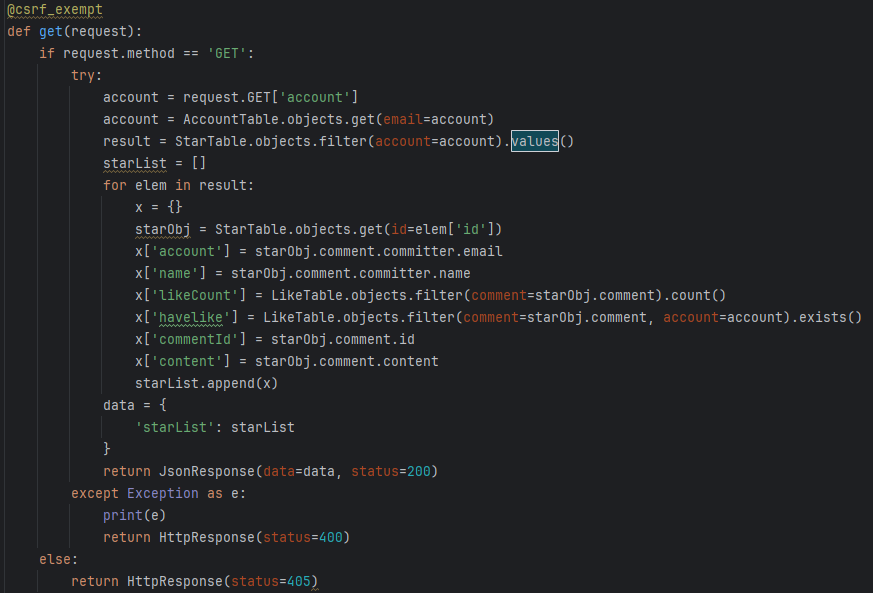 @csrf_exempt
def get(request):
    if request.method == 'GET':
        try:
            account = request.GET['account']
            account = AccountTable.objects.get(email=account)
            result = StarTable.objects.filter(account=account).values()
            starList = []
            for elem in result:
                x = {}
                starObj = StarTable.objects.get(id=elem['id'])
                x['account'] = starObj.comment.committer.email
                x['name'] = starObj.comment.committer.name
                x['likeCount'] = LikeTable.objects.filter(comment=starObj.comment).count()
                x['havelike'] = LikeTable.objects.filter(comment=starObj.comment, account=account).exists()
                x['commentId'] = starObj.comment.id
                x['content'] = starObj.comment.content
                starList.append(x)
            data = {
                'starList': starList
            }
            return JsonResponse(data=data, status=200)
        except Exception as e:
            print(e)
            return HttpResponse(status=400)
    else:
        return HttpResponse(status=405)